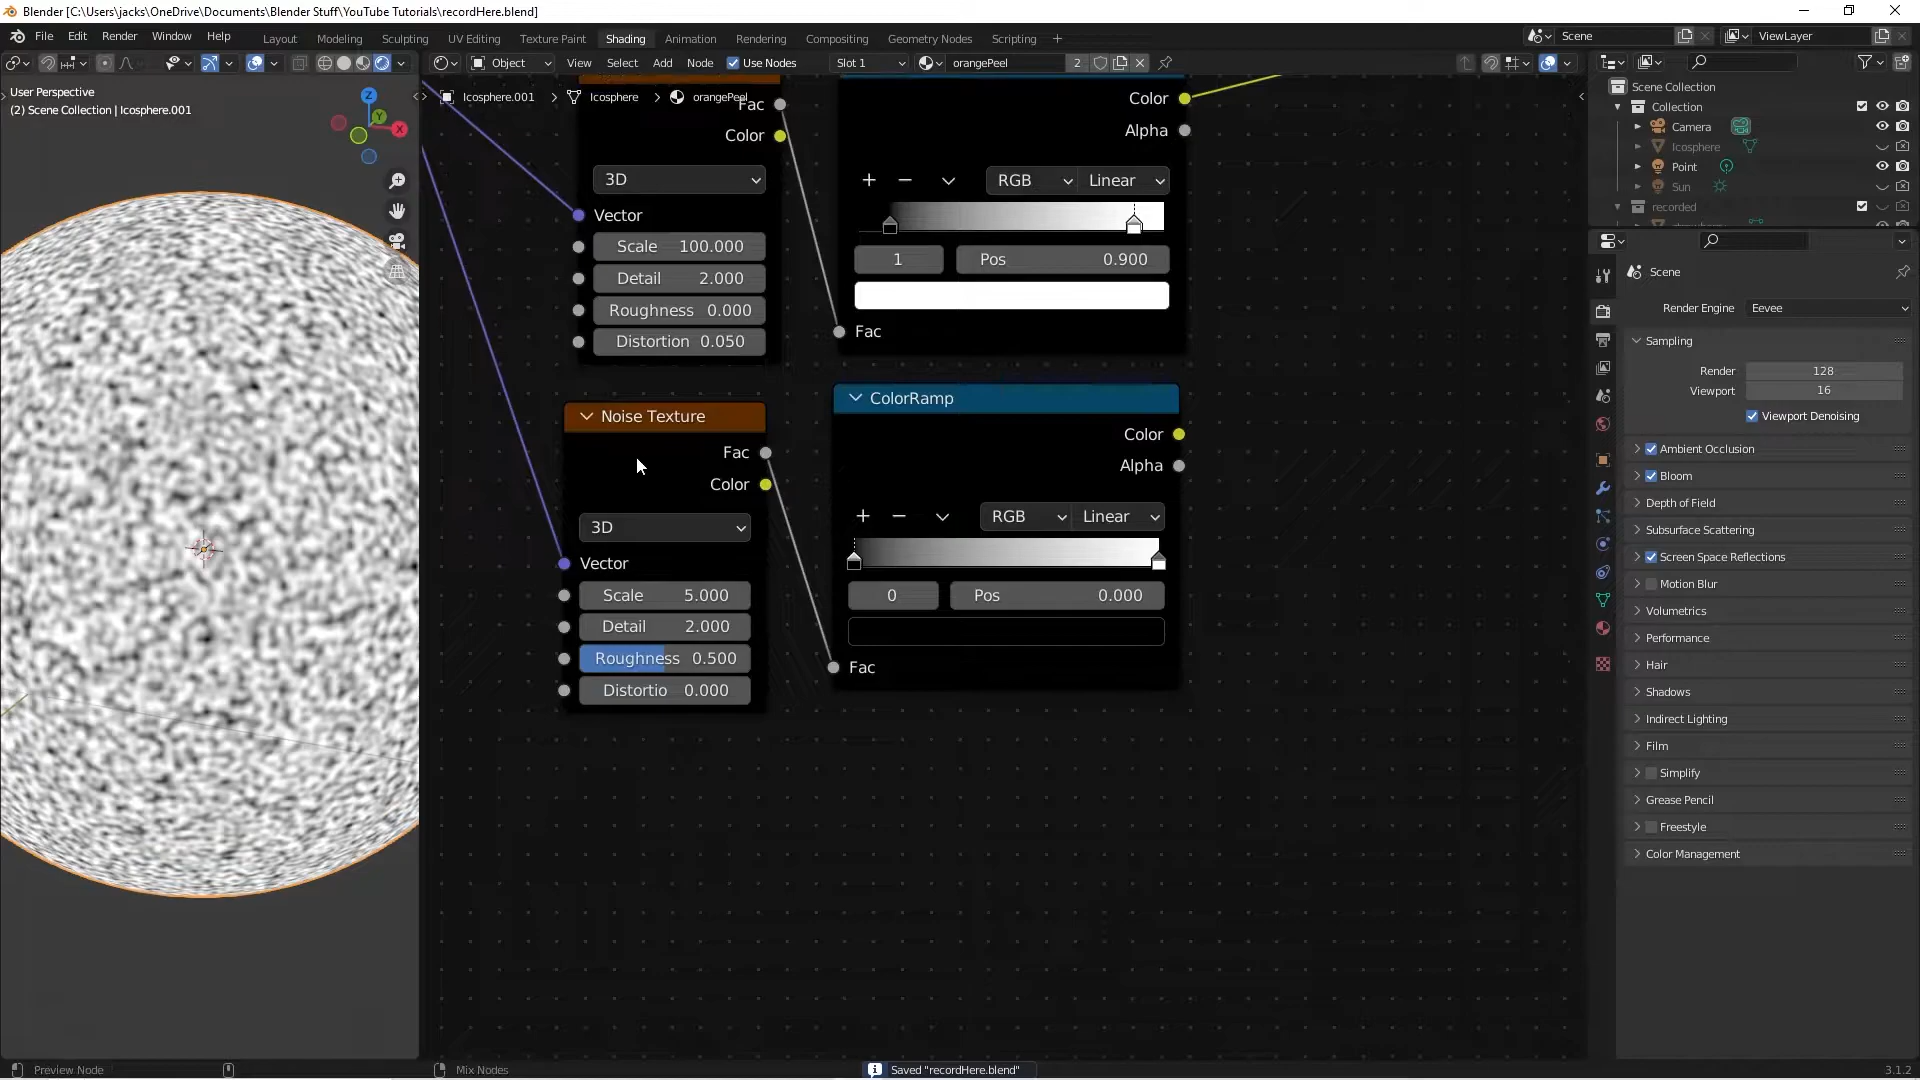 Blender [C:\Users\jacks\OneDrive\Documents\Blender Stuff\YouTube Tutorials\recordHere.blend]
File Edit Render Window Help Layout Modeling Sculpting UV Editing Texture Paint Shading Animation Rendering Compositing Geometry Nodes Scripting Scene ViewLayer
Object View Select Add Node Use Nodes Slot 1 orangePeel 2
User Perspective
(2) Scene Collection | Icosphere.001
Icosphere.001 Icosphere orangePeel
Fac
Color
3D
Vector
Scale 100.000
Detail 2.000
Roughness 0.000
Distortion 0.050
Color
Alpha
RGB Linear
1 Pos 0.900
Fac
Noise Texture
Fac
Color
3D
Vector
Scale 5.000
Detail 2.000
Roughness 0.500
Distortio 0.000
ColorRamp
Color
Alpha
RGB Linear
0 Pos 0.000
Fac
Z
Y
X
Scene Collection
Collection
Camera
Icosphere
Point
Sun
recorded
Scene
Render Engine Eevee
Sampling
Render 128
Viewport 16
Viewport Denoising
Ambient Occlusion
Bloom
Depth of Field
Subsurface Scattering
Screen Space Reflections
Motion Blur
Volumetrics
Performance
Hair
Shadows
Indirect Lighting
Film
Simplify
Grease Pencil
Freestyle
Color Management
Preview Node Mix Nodes Saved "recordHere.blend" 3.1.2